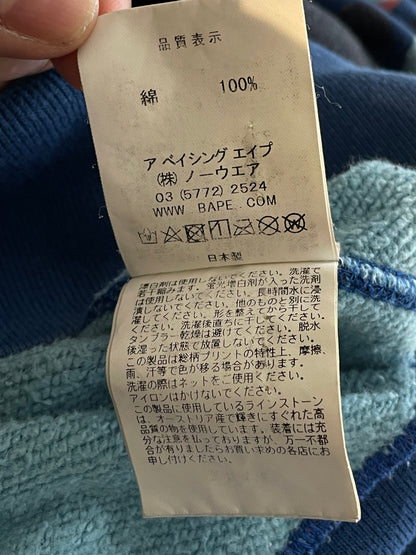 品質表示
綿 100%
ア ベイシング エイプ
(株) ノーウエア
03 (5772) 2524
WWW. BAPE. COM
日本製
漂白剤は使用しないでください。洗濯で
若干縮みます。蛍光増白剤が入った洗剤
は使用しないでください。長時間水に浸
漬しないでください。他のものと別に洗
濯してください。形を整えてから干して
ください。洗濯後直ちに干してください。
タンブラー乾燥は避けてください。脱水
後湿った状態で放置しないでください。
この製品は総柄プリントの特性上、摩擦、
雨、汗等で色が移る場合があります。
洗濯の際はネットをご使用ください。
アイロンはかけないでください。
この製品に使用しているラインストーン
は、オーストリア産で輝きにすぐれた高
品質の物を使用しています。装着には充
分な注意を払っておりますが、万一不都
合が有りましたらお買い求めの各店にお
申し付けください。